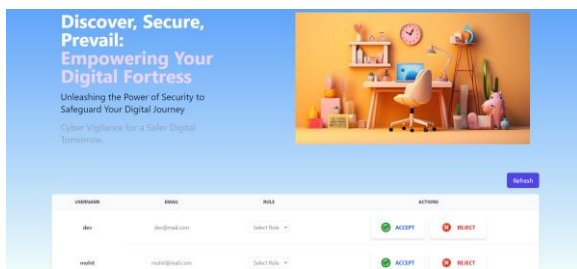 Discover, Secure,
Prevail:
Empowering Your
Digital Fortress
Unleashing the Power of Security to
Safeguard Your Digital Journey
Cyber Vigilance for a Safer Digital
Tomorrow.
Refresh
USERNAME EMAIL ROLE ACTIONS
dev dev@mail.com Select Role ACCEPT REJECT
mohit mohit@mail.com Select Role ACCEPT REJECT